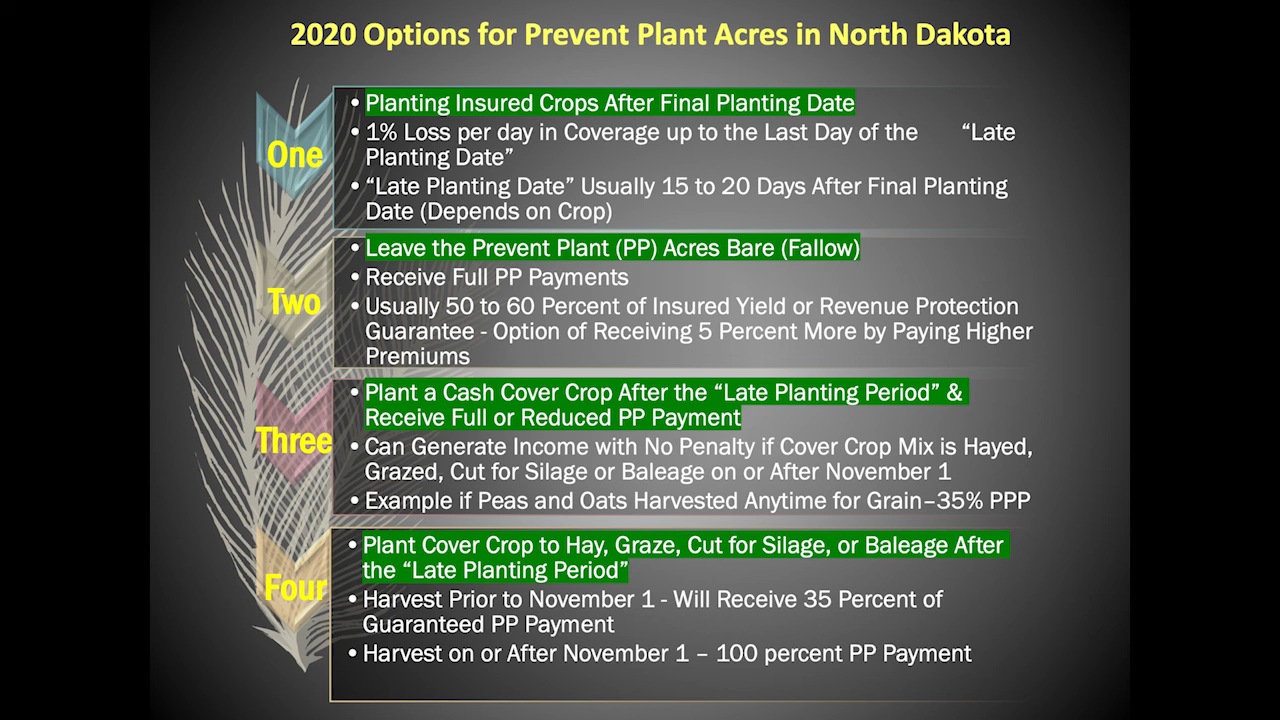 2020 Options for Prevent Plant Acres in North Dakota
One
• Planting Insured Crops After Final Planting Date
• 1% Loss per day in Coverage up to the Last Day of the “Late
Planting Date”
• “Late Planting Date” Usually 15 to 20 Days After Final Planting
Date (Depends on Crop)
Two
• Leave the Prevent Plant (PP) Acres Bare (Fallow)
• Receive Full PP Payments
• Usually 50 to 60 Percent of Insured Yield or Revenue Protection
Guarantee - Option of Receiving 5 Percent More by Paying Higher
Premiums
Three
• Plant a Cash Cover Crop After the “Late Planting Period” &
Receive Full or Reduced PP Payment
• Can Generate Income with No Penalty if Cover Crop Mix is Hayed,
Grazed, Cut for Silage or Baleage on or After November 1
• Example if Peas and Oats Harvested Anytime for Grain–35% PPP
Four
• Plant Cover Crop to Hay, Graze, Cut for Silage, or Baleage After
the “Late Planting Period”
• Harvest Prior to November 1 - Will Receive 35 Percent of
Guaranteed PP Payment
• Harvest on or After November 1 – 100 percent PP Payment